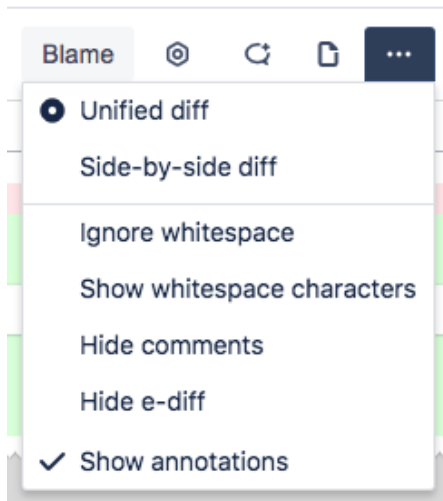 Blame
Unified diff
Side-by-side diff
Ignore whitespace
Show whitespace characters
Hide comments
Hide e-diff
Show annotations